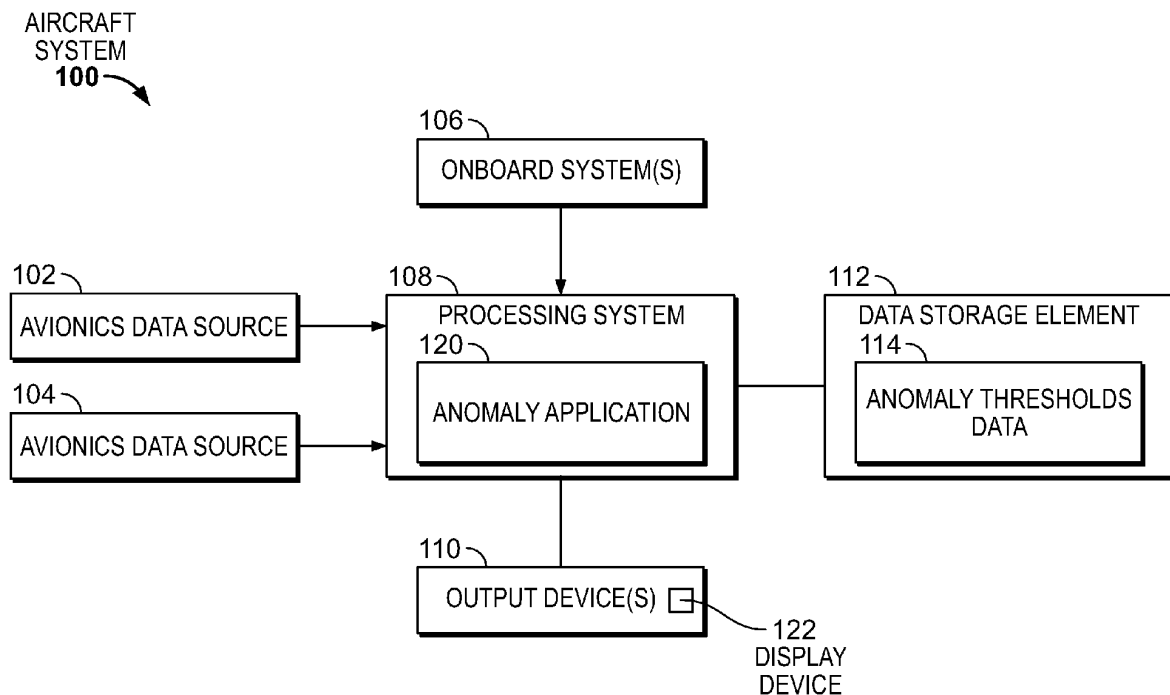 AIRCRAFT
SYSTEM
100
106
ONBOARD SYSTEM(S)
102
AVIONICS DATA SOURCE
104
AVIONICS DATA SOURCE
108
PROCESSING SYSTEM
120
ANOMALY APPLICATION
112
DATA STORAGE ELEMENT
114
ANOMALY THRESHOLDS
DATA
110
OUTPUT DEVICE(S)
122
DISPLAY
DEVICE